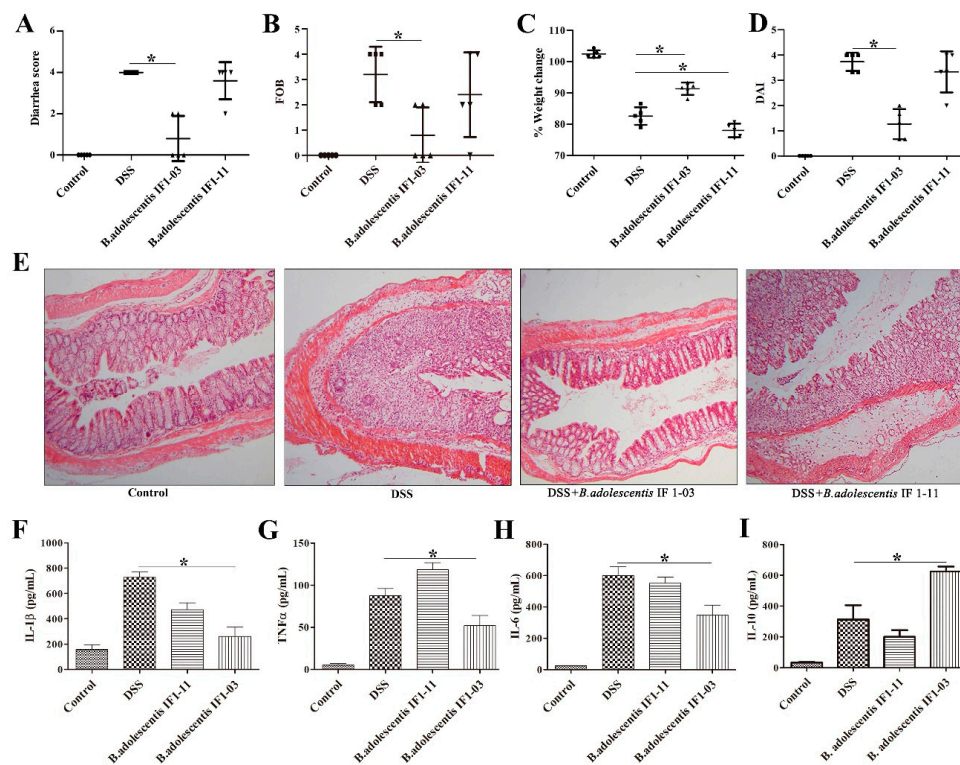 A
Diarrhea score
6
4
2
0
*
Control
DSS
B.adolescentis IF1-03
B.adolescentis IF1-11
B
FOB
5
4
3
2
1
0
*
Control
DSS
B.adolescentis IF1-03
B.adolescentis IF1-11
C
% Weight change
110
100
90
80
70
*
*
Control
DSS
B.adolescentis IF1-03
B.adolescentis IF1-11
D
DAI
4
3
2
1
0
*
Control
DSS
B.adolescentis IF1-03
B.adolescentis IF1-11
E
Control
DSS
DSS+B.adolescentis IF 1-03
DSS+B.adolescentis IF 1-11
F
IL-1β (pg/mL)
1000
800
600
400
200
0
*
Control
DSS
B.adolescentis IF1-11
B.adolescentis IF1-03
G
TNFα (pg/mL)
150
100
50
0
*
Control
DSS
B.adolescentis IF1-11
B.adolescentis IF1-03
H
IL-6 (pg/mL)
800
600
400
200
0
*
Control
DSS
B.adolescentis IF1-11
B.adolescentis IF1-03
I
IL-10 (pg/mL)
800
600
400
200
0
*
Control
DSS
B. adolescentis IF1-11
B. adolescentis IF1-03